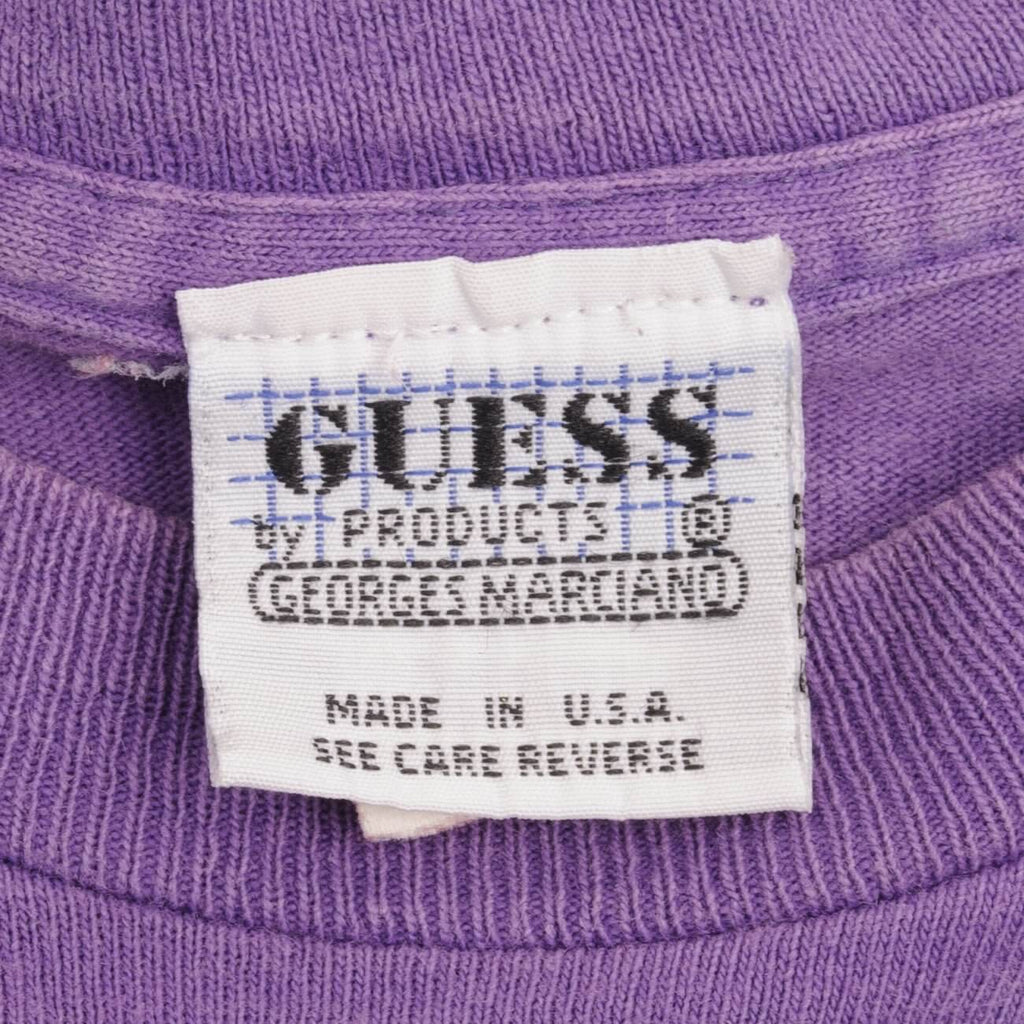 GUESS
by PRODUCTS ®
GEORGES MARCIANO
MADE IN U.S.A.
SEE CARE REVERSE